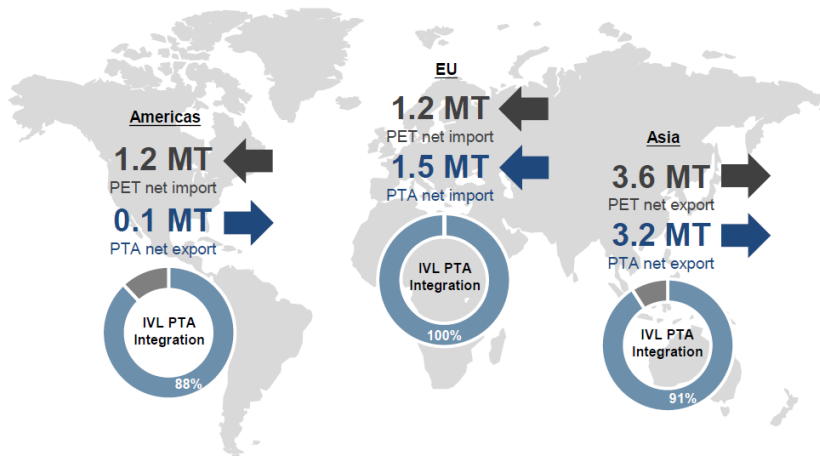 Americas
1.2 MT
PET net import
0.1 MT
PTA net export
IVL PTA
Integration
88%
EU
1.2 MT
PET net import
1.5 MT
PTA net import
IVL PTA
Integration
100%
Asia
3.6 MT
PET net export
3.2 MT
PTA net export
IVL PTA
Integration
91%